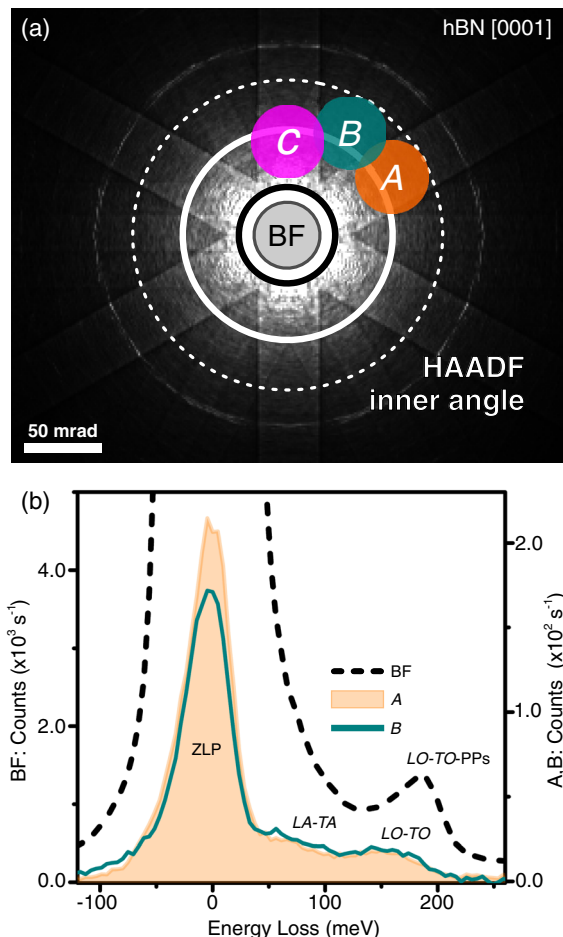 (a)
hBN [0001]
C
B
A
BF
HAADF
inner angle
50 mrad
(b)
BF: Counts (x10³ s⁻¹)
4.0
2.0
0.0
A,B: Counts (x10² s⁻¹)
2.0
1.0
0.0
BF
A
B
ZLP
LA-TA
LO-TO
LO-TO-PPs
-100
0
100
200
Energy Loss (meV)